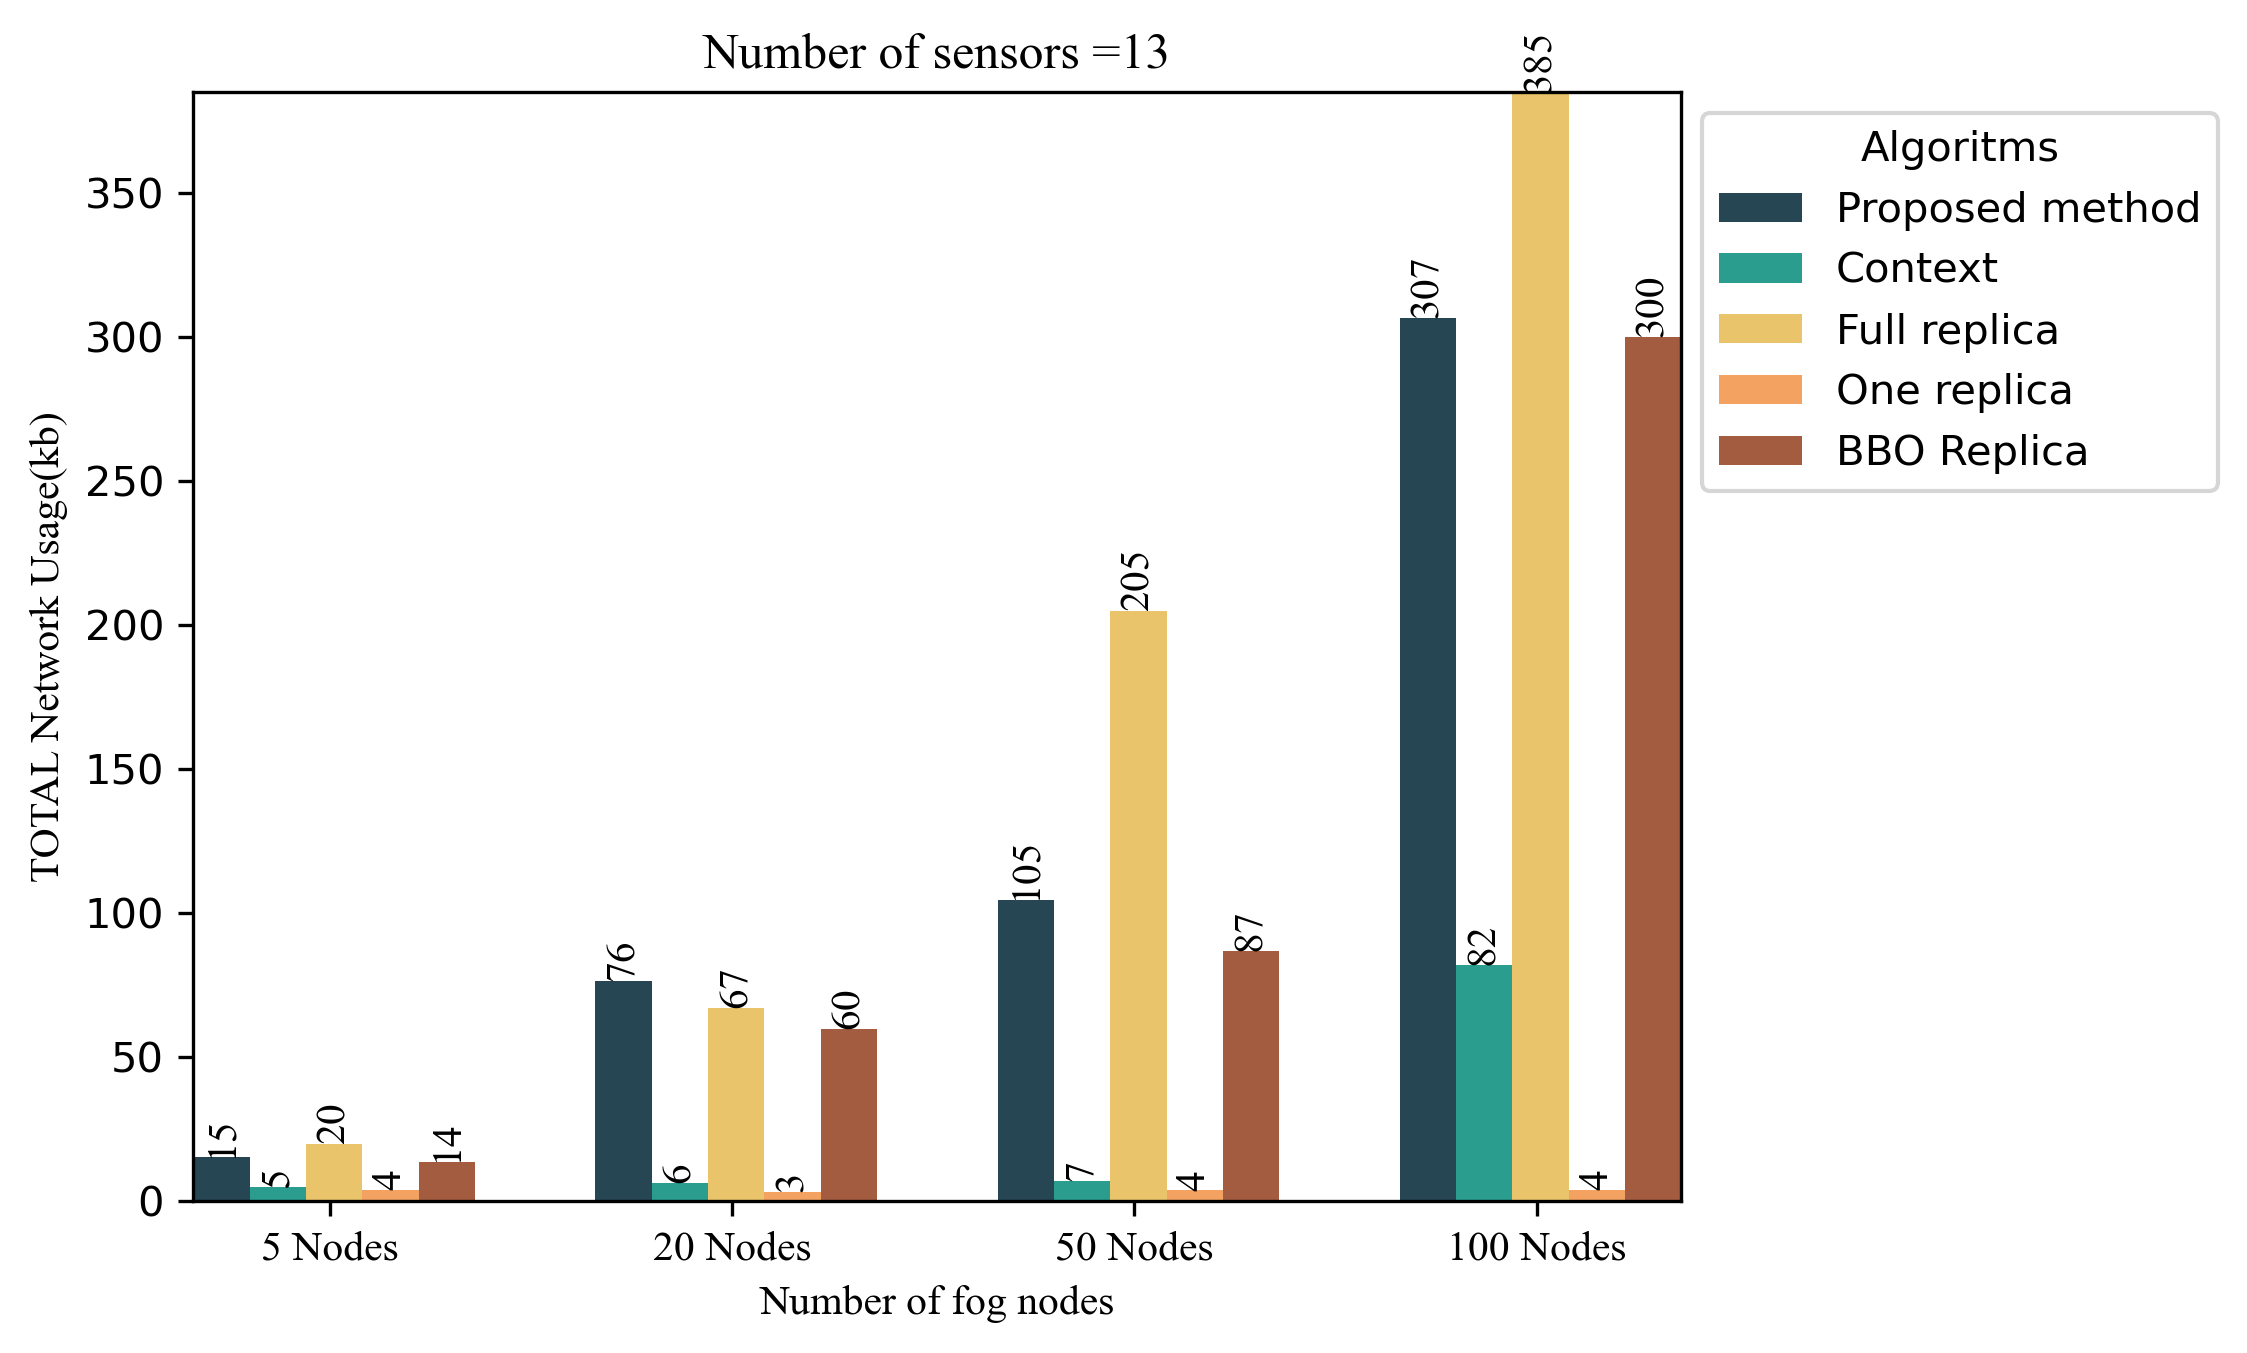 Number of sensors =13
TOTAL Network Usage(kb)
350
300
250
200
150
100
50
0
15
5
20
4
14
76
6
67
3
60
105
7
205
4
87
307
82
385
4
300
5 Nodes
20 Nodes
50 Nodes
100 Nodes
Number of fog nodes
Algoritms
Proposed method
Context
Full replica
One replica
BBO Replica